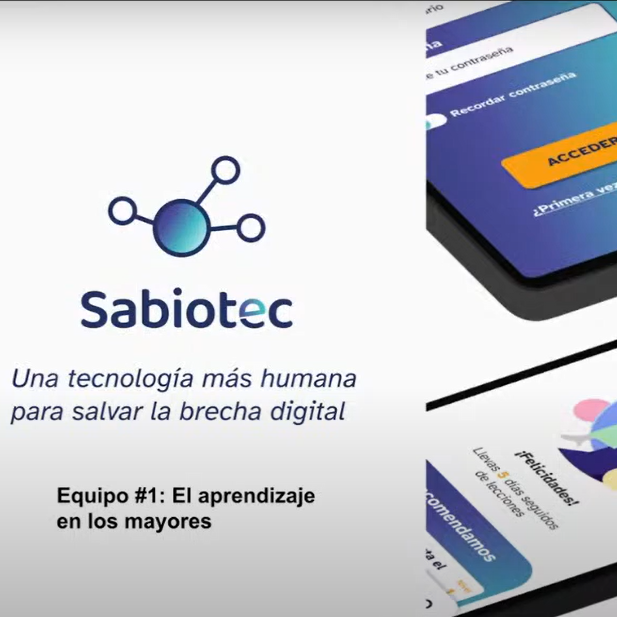 Sabiotec
Una tecnología más humana
para salvar la brecha digital
Equipo #1: El aprendizaje
en los mayores
tu contraseña
Recordar contraseña
ACCEDER
¿Primera vez
¡Felicidades!
Llevas 5 días seguidos
de lecciones